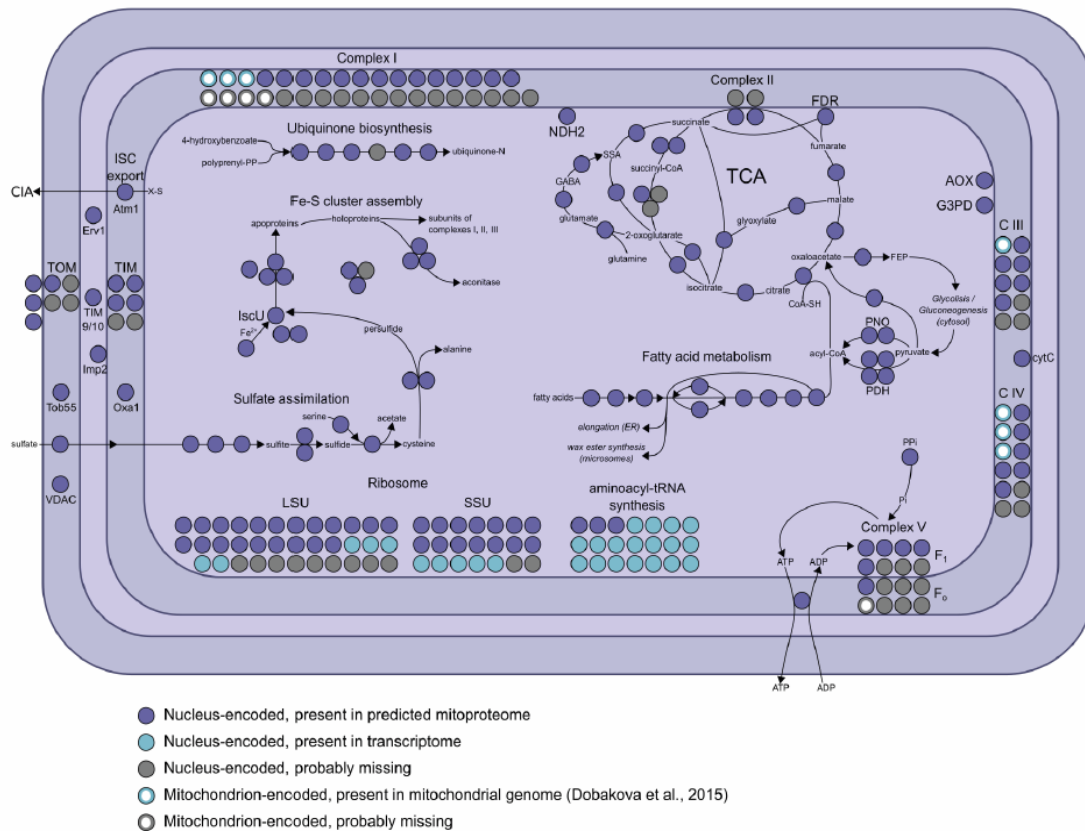 Complex I
Complex II
FDR
NDH2
Ubiquinone biosynthesis
4-hydroxybenzoate
polyprenyl-PP
ubiquinone-N
succinate
fumarate
SSA
succinyl-CoA
TCA
GABA
malate
glyoxylate
glutamate
2-oxoglutarate
glutamine
oxaloacetate
FEP
isocitrate
citrate
CoA-SH
Glycolisis /
Gluconeogenesis
(cytosol)
ISC
export
CIA
X-S
Atm1
Erv1
AOX
G3PD
C III
Fe-S cluster assembly
apoproteins
holoproteins
subunits of
complexes I, II, III
aconitase
TOM
TIM
TIM
9/10
IscU
Fe2+
persulfide
alanine
Imp2
Tob55
Oxa1
PNO
acyl-CoA
pyruvate
PDH
cytC
C IV
Fatty acid metabolism
fatty acids
elongation (ER)
wax ester synthesis
(microsomes)
Sulfate assimilation
serine
acetate
sulfate
sulfite
sulfide
cysteine
VDAC
PPi
Pi
Ribosome
LSU
SSU
aminoacyl-tRNA
synthesis
Complex V
F1
Fo
ATP
ADP
ATP
ADP
Nucleus-encoded, present in predicted mitoproteome
Nucleus-encoded, present in transcriptome
Nucleus-encoded, probably missing
Mitochondrion-encoded, present in mitochondrial genome (Dobakova et al., 2015)
Mitochondrion-encoded, probably missing